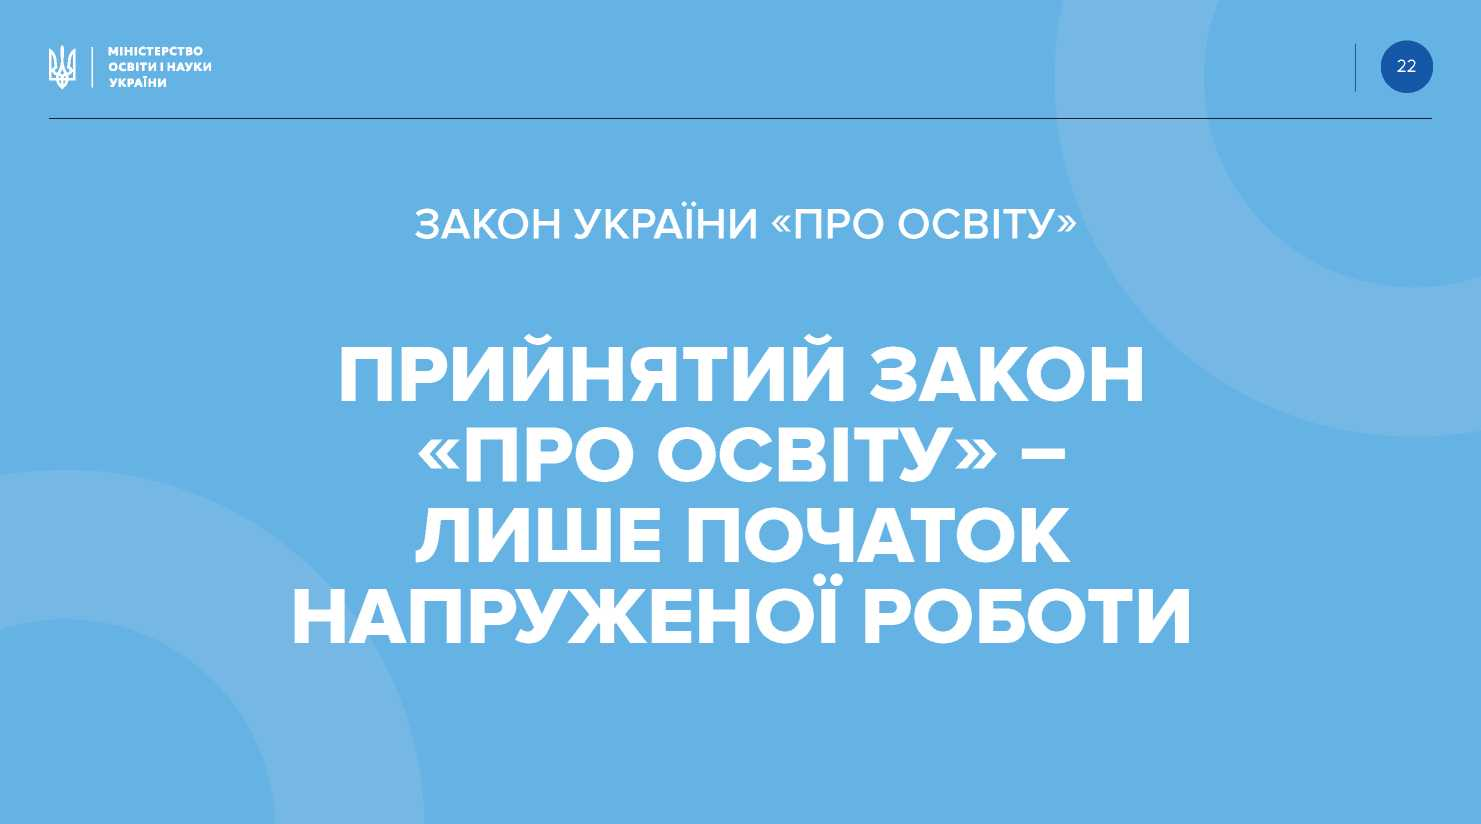 МІНІСТЕРСТВО
ОСВІТИ І НАУКИ
УКРАЇНИ
22
ЗАКОН УКРАЇНИ «ПРО ОСВІТУ»
ПРИЙНЯТИЙ ЗАКОН
«ПРО ОСВІТУ» –
ЛИШЕ ПОЧАТОК
НАПРУЖЕНОЇ РОБОТИ